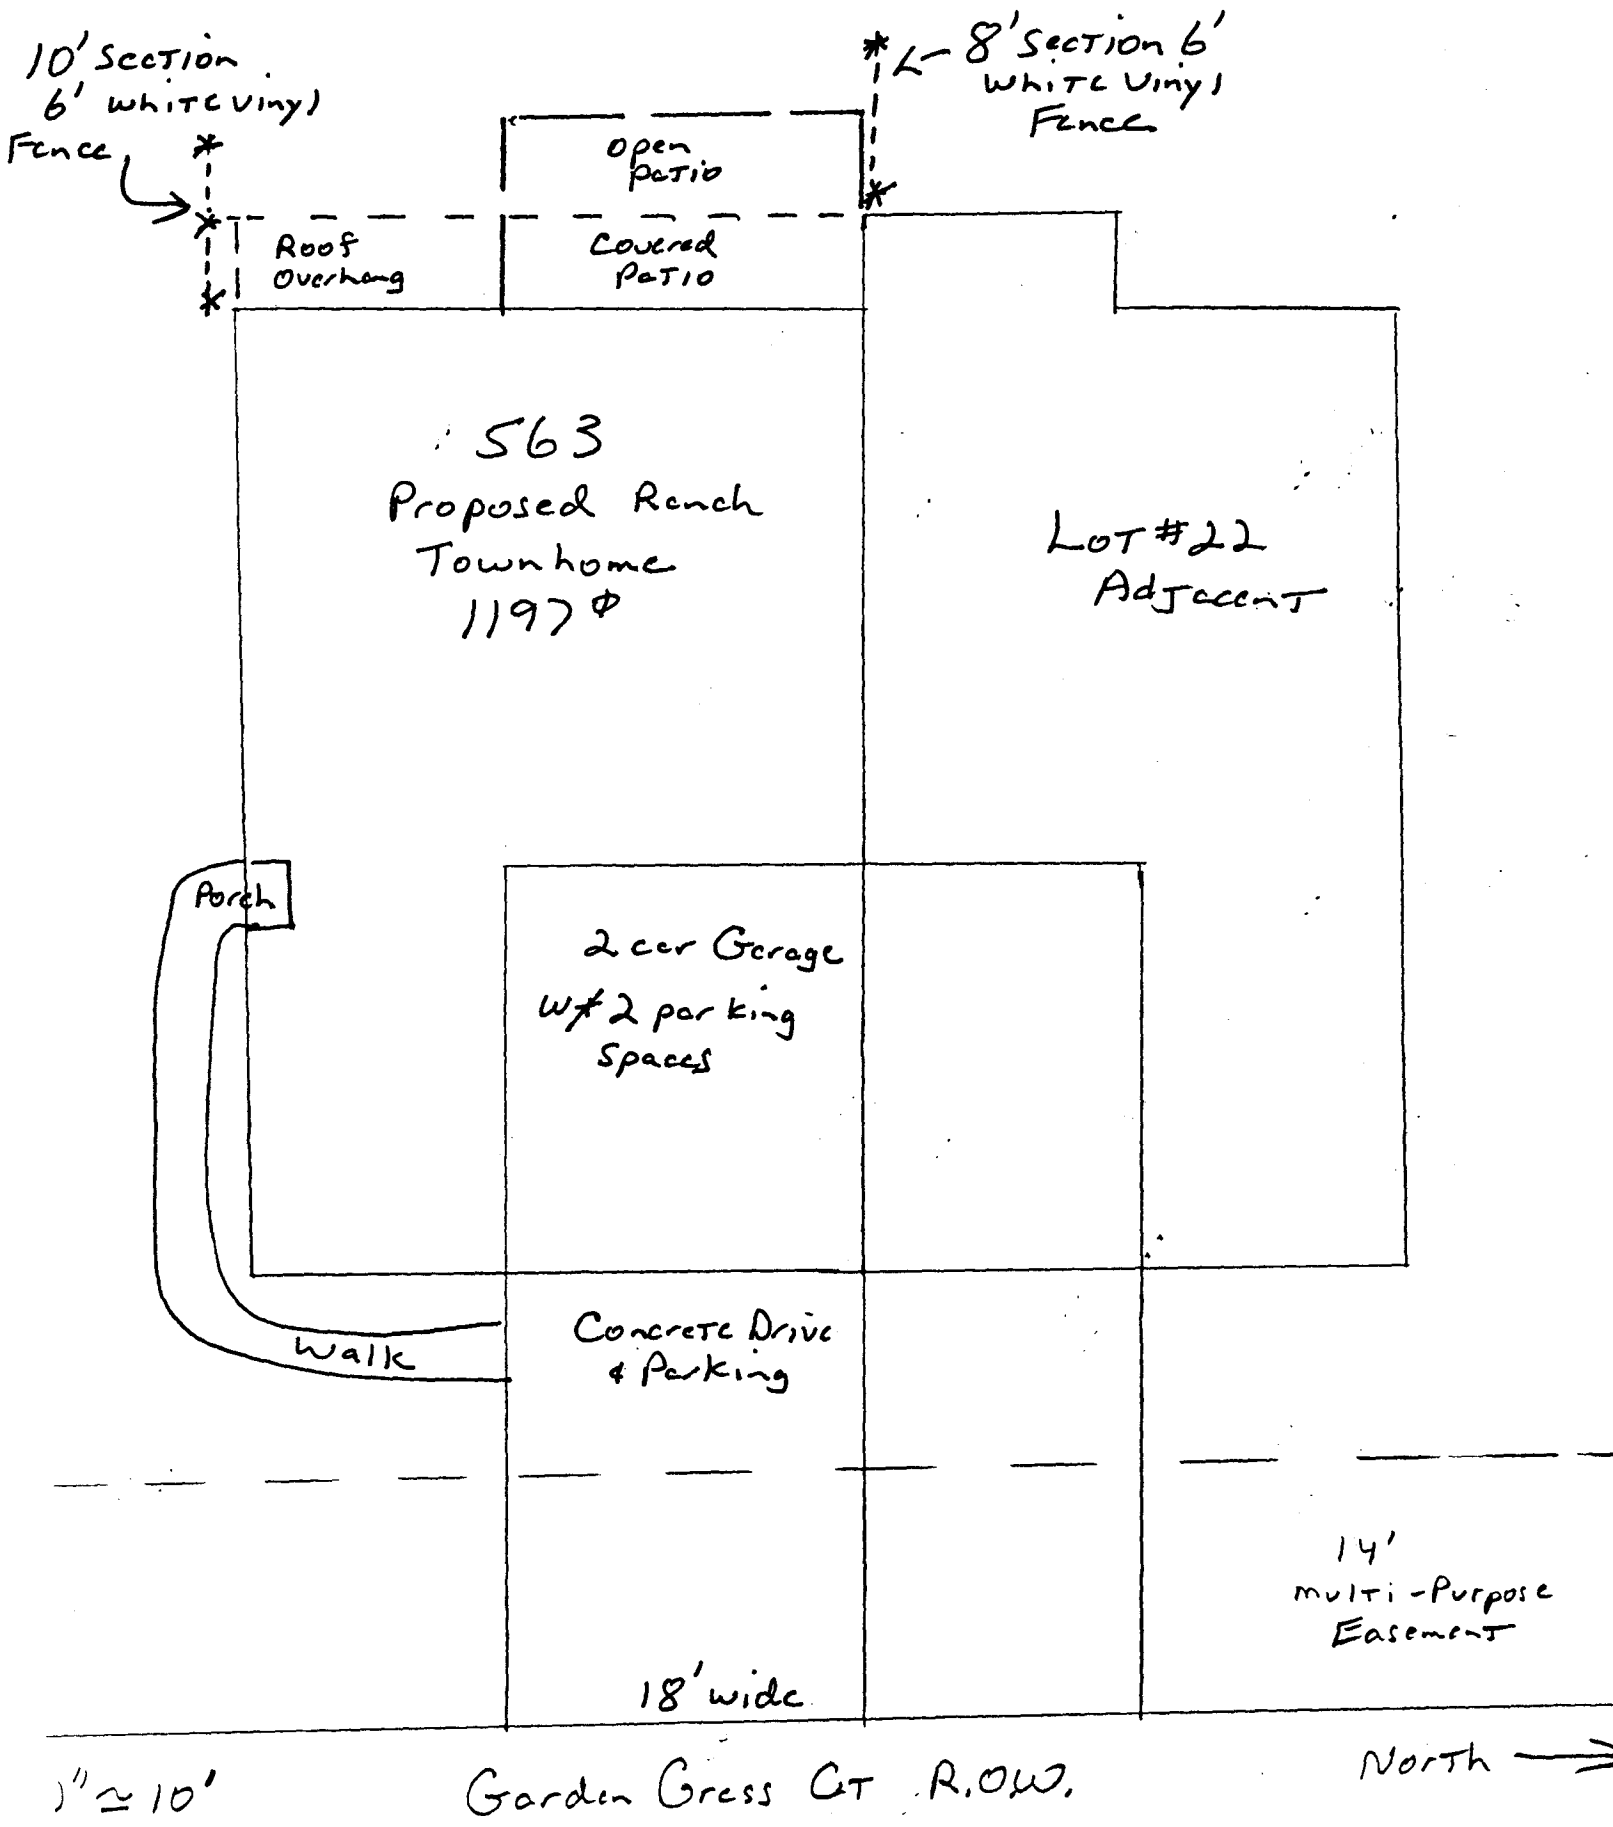 10' Section
6' white vinyl
Fence
8' Section 6'
white vinyl
Fence
open
patio
Roof
overhang
Covered
Patio
563
Proposed Ranch
Townhome
1197
Lot #22
Adjacent
Porch
2 car Garage
w/ 2 parking
spaces
Concrete Drive
& Parking
Walk
14'
multi-Purpose
Easement
18' wide
1" ≃ 10'
Garden Grass CT R.O.W.
North